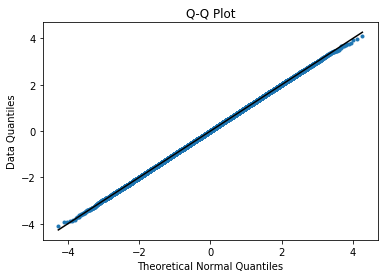 Q-Q Plot
4
2
0
−2
−4
Data Quantiles
−4 −2 0 2 4
Theoretical Normal Quantiles